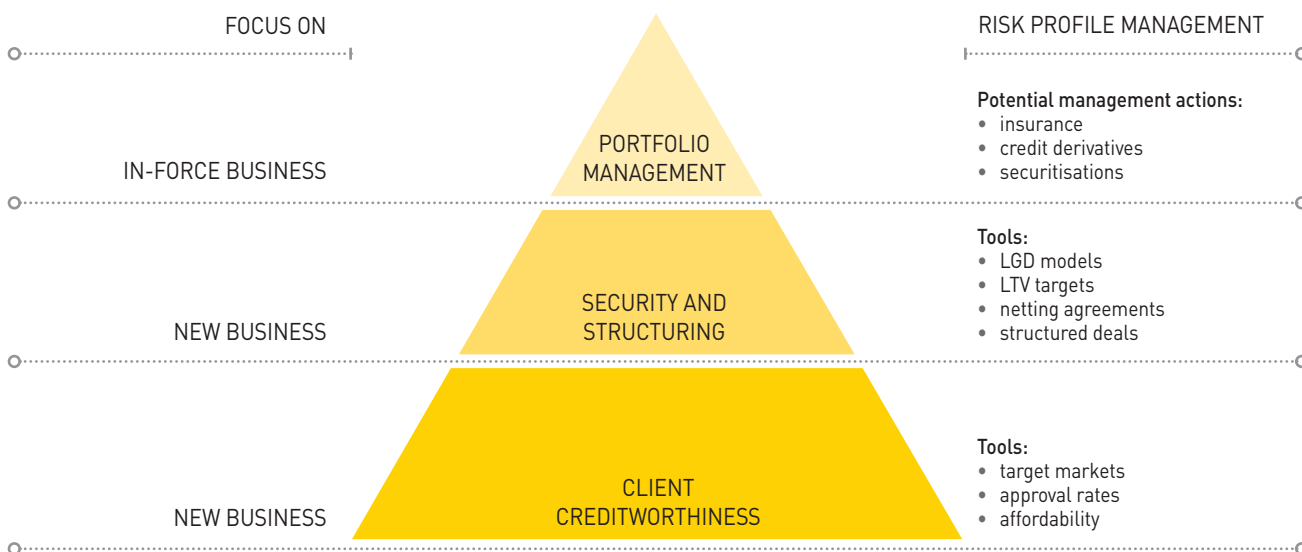 FOCUS ON
RISK PROFILE MANAGEMENT
IN-FORCE BUSINESS
PORTFOLIO
MANAGEMENT
Potential management actions:
• insurance
• credit derivatives
• securitisations
NEW BUSINESS
SECURITY AND
STRUCTURING
Tools:
• LGD models
• LTV targets
• netting agreements
• structured deals
NEW BUSINESS
CLIENT
CREDITWORTHINESS
Tools:
• target markets
• approval rates
• affordability